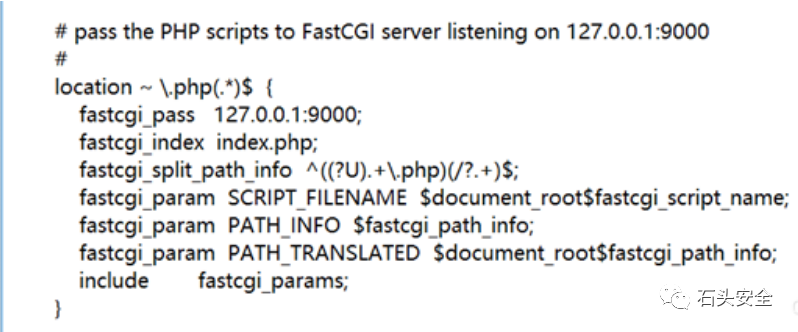 # pass the PHP scripts to FastCGI server listening on 127.0.0.1:9000
#
location ~ \.php(.*)$ {
fastcgi_pass 127.0.0.1:9000;
fastcgi_index index.php;
fastcgi_split_path_info ^((?U).+\.php)(/?.+)$;
fastcgi_param SCRIPT_FILENAME $document_root$fastcgi_script_name;
fastcgi_param PATH_INFO $fastcgi_path_info;
fastcgi_param PATH_TRANSLATED $document_root$fastcgi_path_info;
include fastcgi_params;
}
石头安全